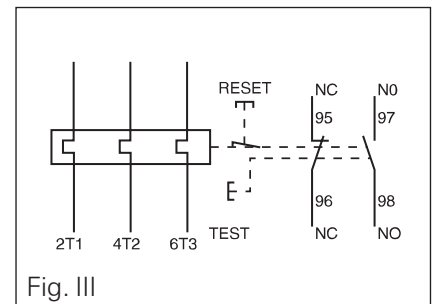 RESET
NC
N0
95
97
96
98
2T1
4T2
6T3
TEST
NC
NO
Fig. III